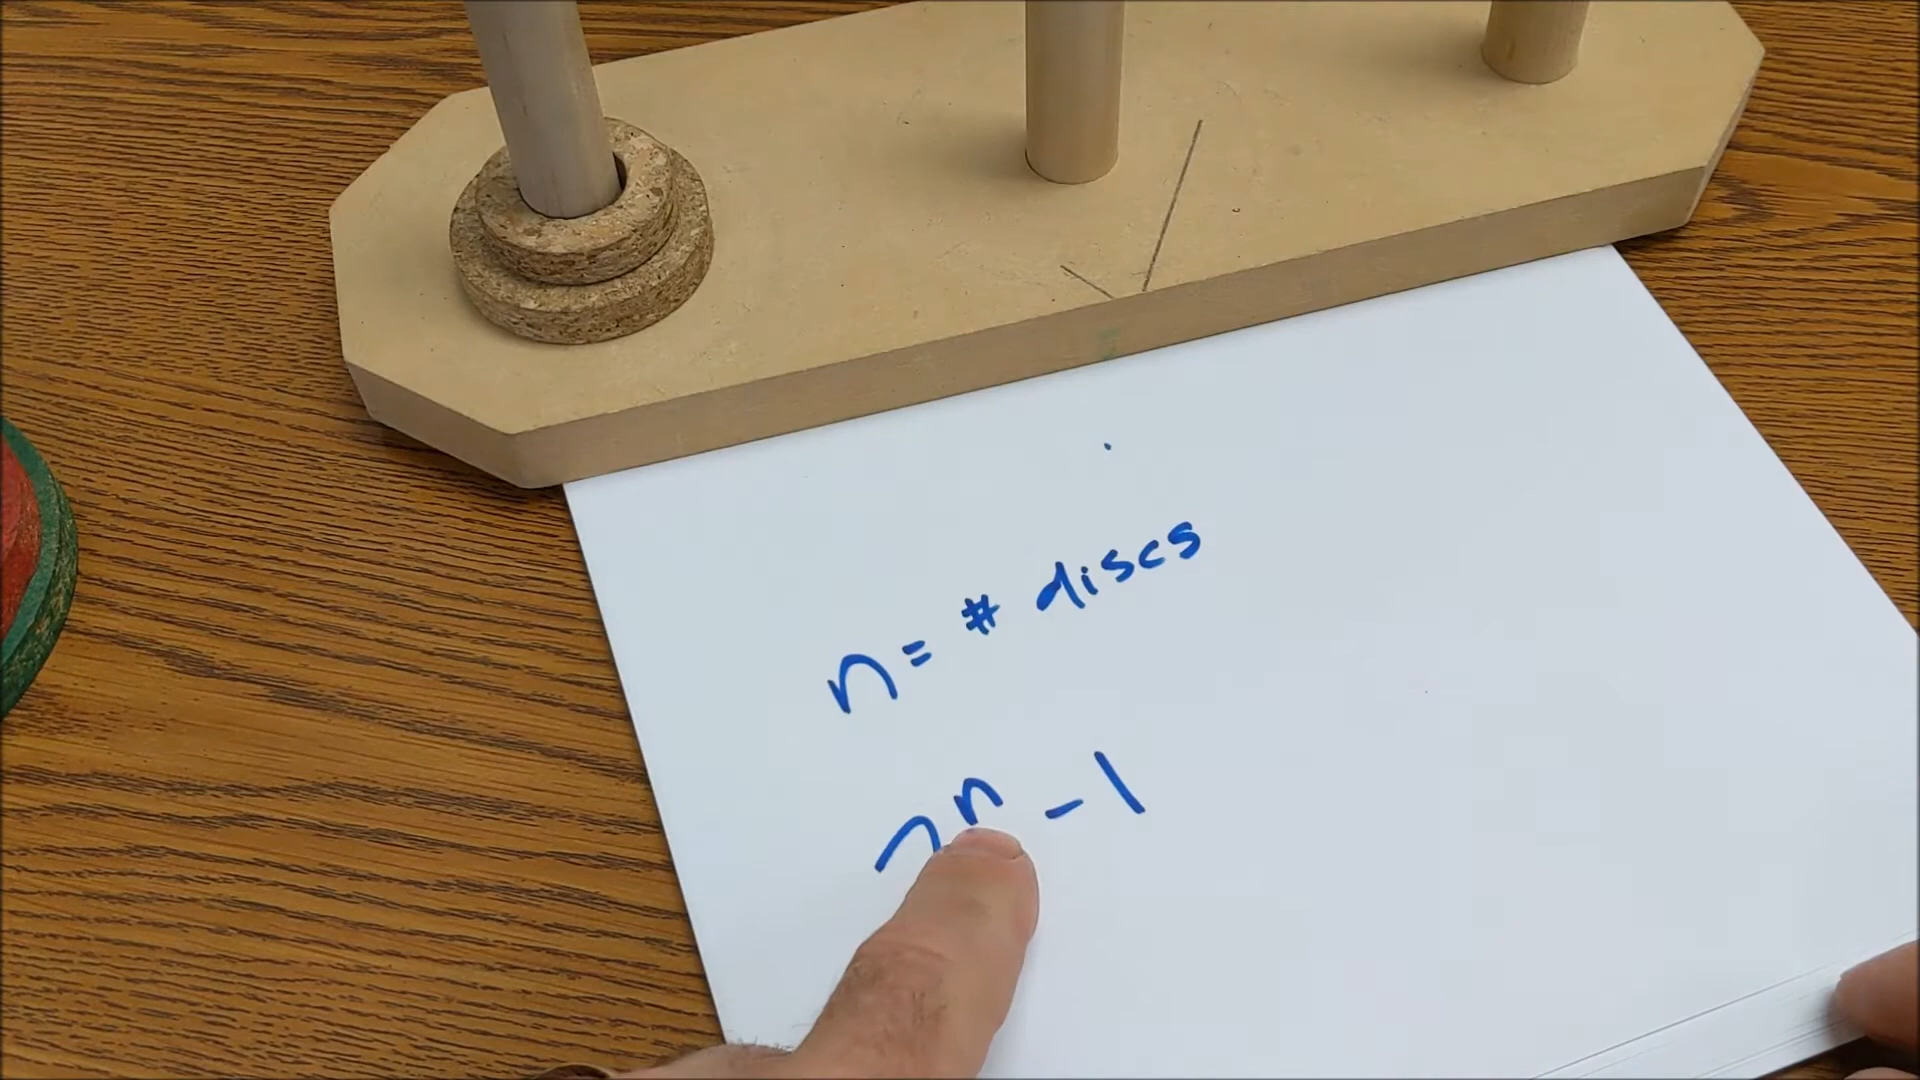 n = # discs
2ⁿ - 1